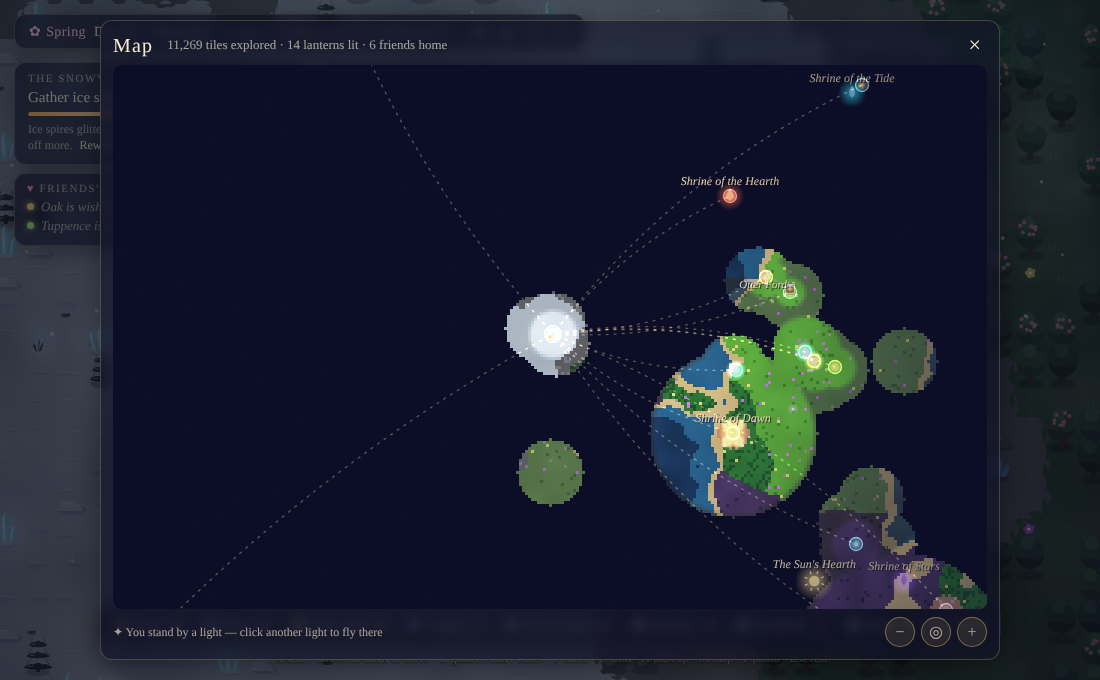 Spring
Map
11,269 tiles explored · 14 lanterns lit · 6 friends home
×
THE SNOWY
Gather ice s
Ice spires glitte
off more. Rew
♥ FRIENDS'
Oak is wish
Tuppence is
Shrine of the Tide
Shrine of the Hearth
Otter Ford
Shrine of Dawn
The Sun's Hearth
Shrine of Stars
✦ You stand by a light — click another light to fly there
− ◎ +